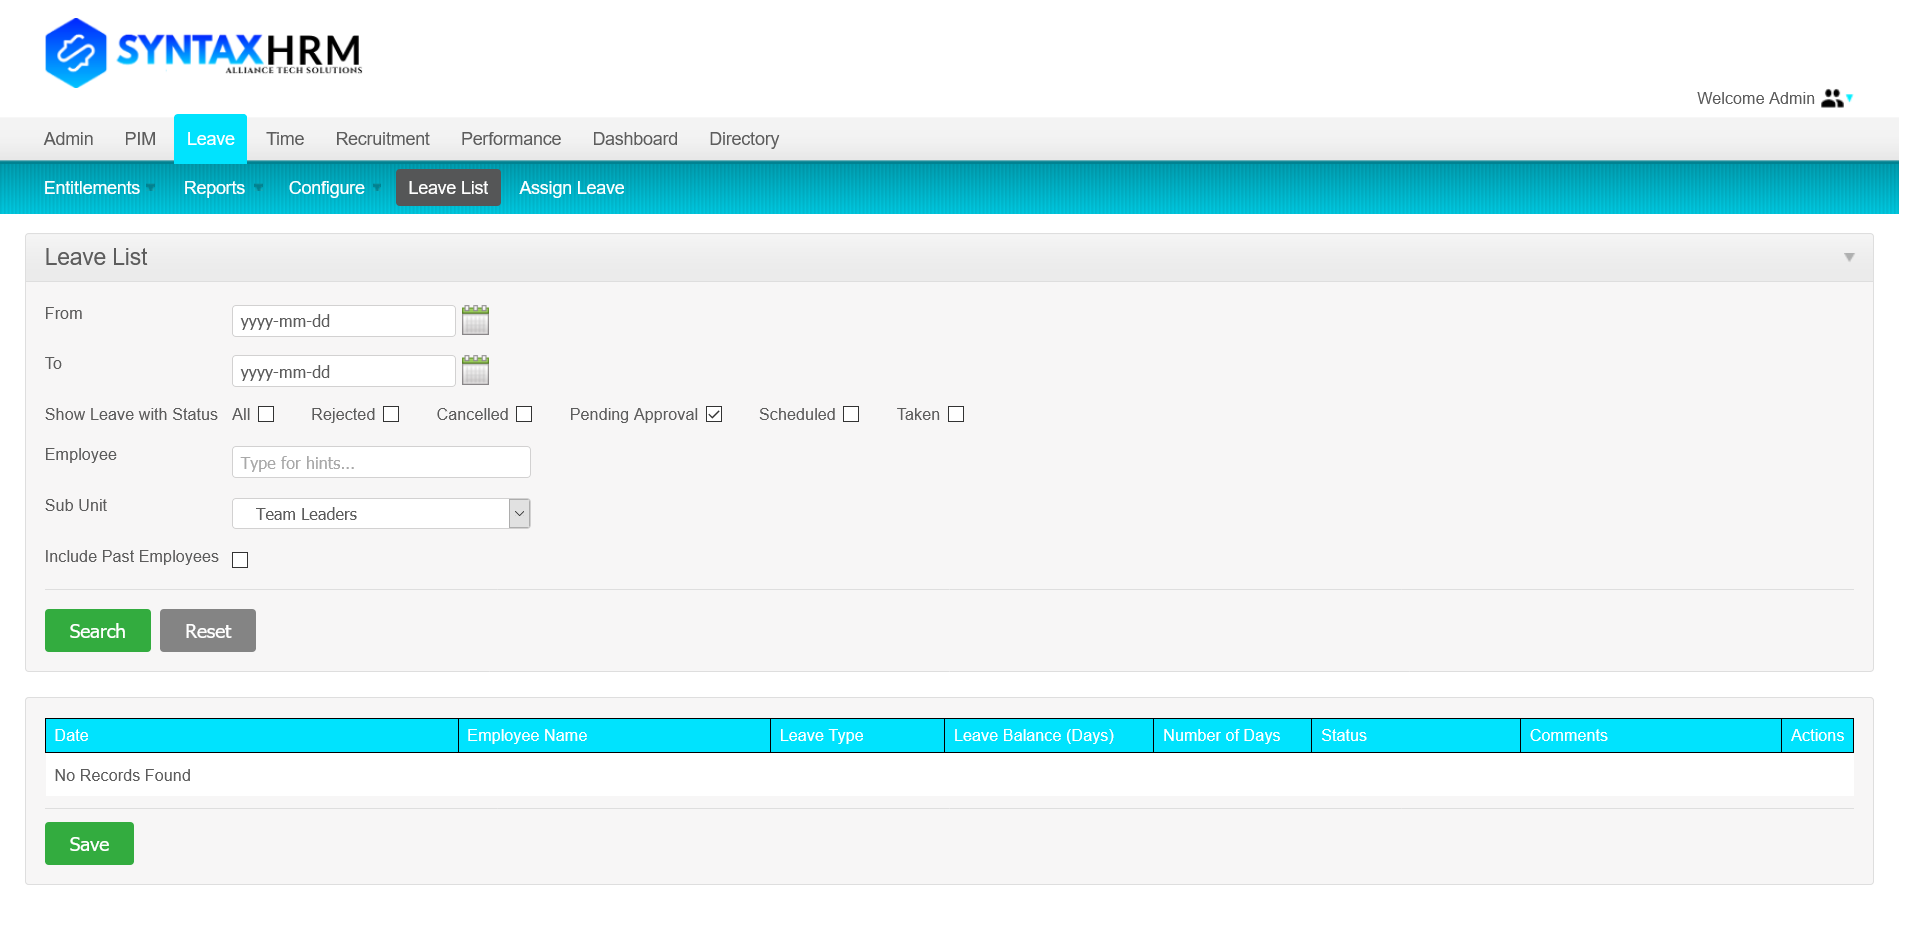 SYNTAXHRM
ALLIANCE TECH SOLUTIONS
Welcome Admin
Admin PIM Leave Time Recruitment Performance Dashboard Directory
Entitlements Reports Configure Leave List Assign Leave
Leave List
From yyyy-mm-dd
To yyyy-mm-dd
Show Leave with Status All Rejected Cancelled Pending Approval Scheduled Taken
Employee Type for hints...
Sub Unit Team Leaders
Include Past Employees
Search Reset
Date Employee Name Leave Type Leave Balance (Days) Number of Days Status Comments Actions
No Records Found
Save